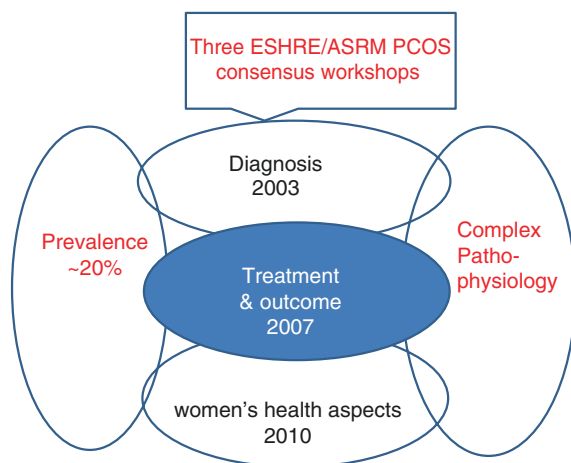 Three ESHRE/ASRM PCOS
consensus workshops
Diagnosis
2003
Prevalence
~20%
Treatment
& outcome
2007
Complex
Patho-
physiology
women's health aspects
2010